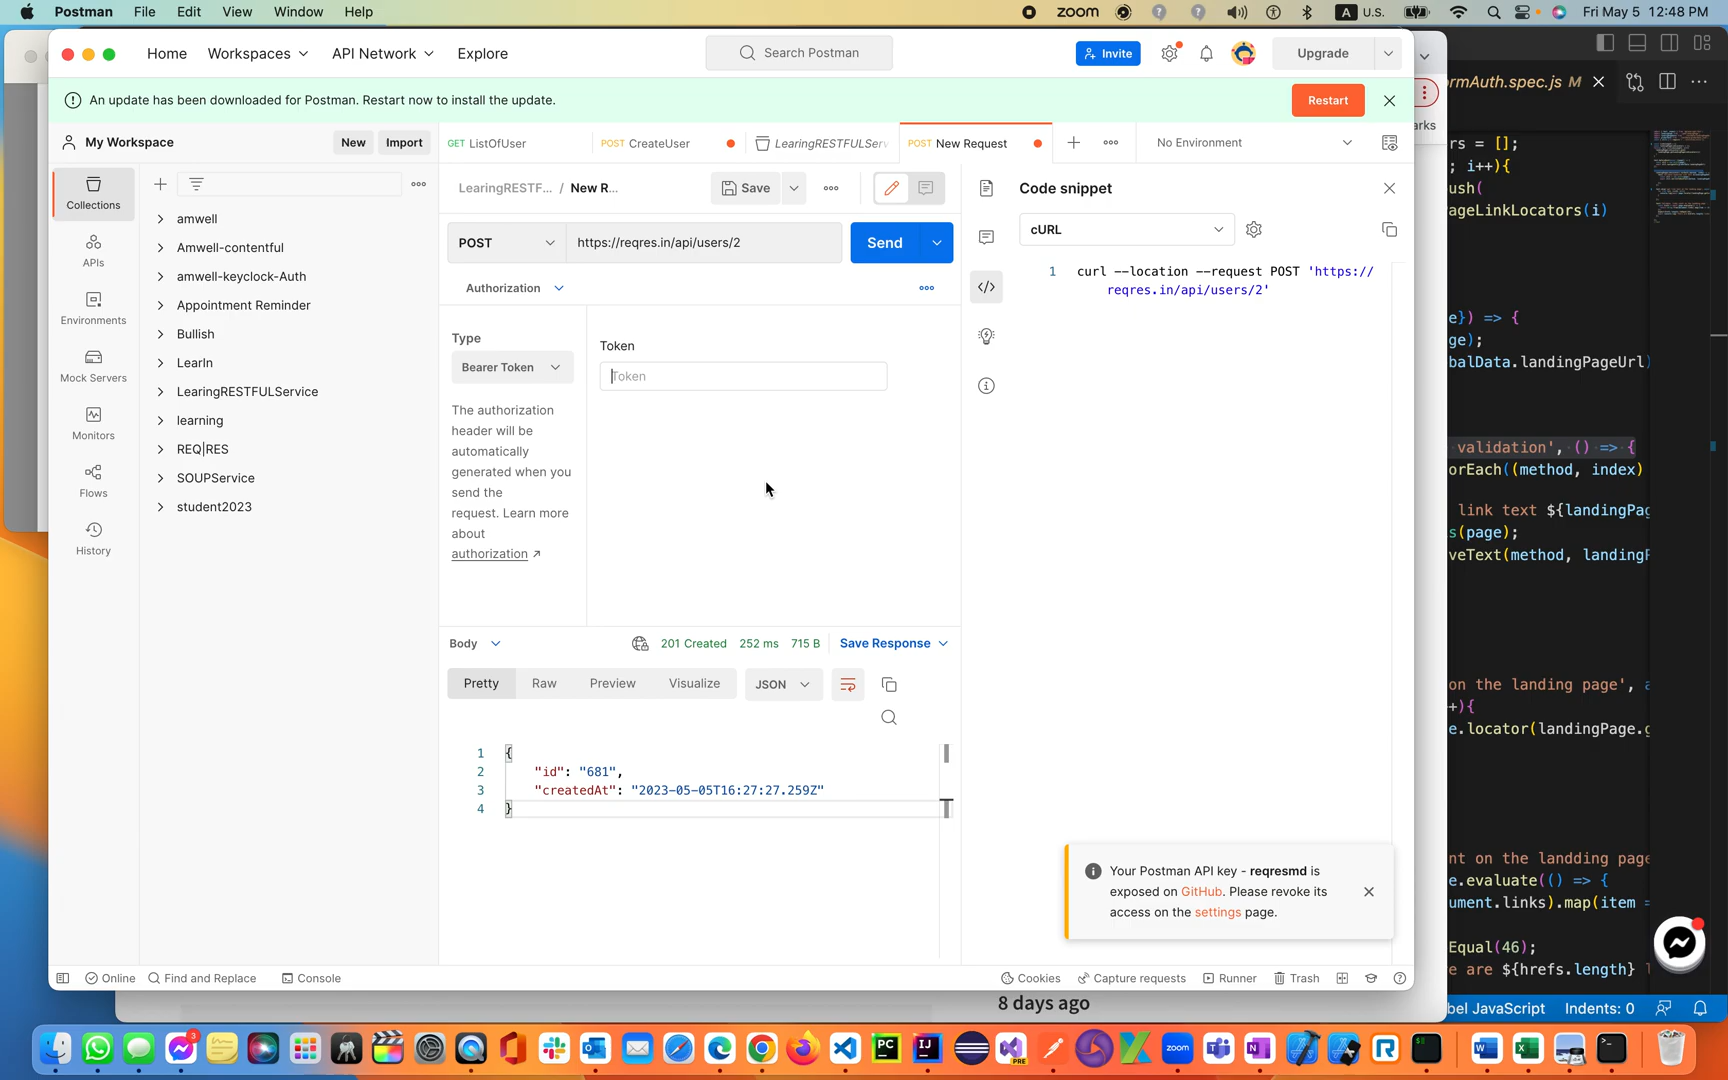 Postman File Edit View Window Help
zoom A U.S. Fri May 5 12:48 PM
Home Workspaces API Network Explore
Search Postman
Invite
Upgrade
An update has been downloaded for Postman. Restart now to install the update.
Restart
My Workspace
New Import
GET ListOfUser
POST CreateUser
LearingRESTFULServ
POST New Request
No Environment
Collections
APIs
Environments
Mock Servers
Monitors
Flows
History
amwell
Amwell-contentful
amwell-keyclock-Auth
Appointment Reminder
Bullish
LearIn
LearingRESTFULService
learning
REQ|RES
SOUPService
student2023
LearingRESTF... / New R...
Save
POST https://reqres.in/api/users/2
Send
Authorization
Type
Bearer Token
The authorization
header will be
automatically
generated when you
send the
request. Learn more
about
authorization ↗
Token
Token
Code snippet
cURL
1 curl --location --request POST 'https://
reqres.in/api/users/2'
Body
201 Created 252 ms 715 B
Save Response
Pretty Raw Preview Visualize
JSON
1 {
2 "id": "681",
3 "createdAt": "2023-05-05T16:27:27.259Z"
4 }
Your Postman API key - reqresmd is
exposed on GitHub. Please revoke its
access on the settings page.
Online Find and Replace Console
Cookies Capture requests Runner Trash
8 days ago
ormAuth.spec.js M
arks
rs = [];
; i++){
ush(
ageLinkLocators(i)
e}) => {
ge);
balData.landingPageUrl)
validation', () => {
orEach((method, index)
link text ${landingPag
s(page);
veText(method, landingP
on the landing page', a
++){
e.locator(landingPage.g
nt on the landding page
e.evaluate(() => {
ument.links).map(item =
Equal(46);
e are ${hrefs.length} l
bel JavaScript Indents: 0
3
PC
IJ
PRE
zoom